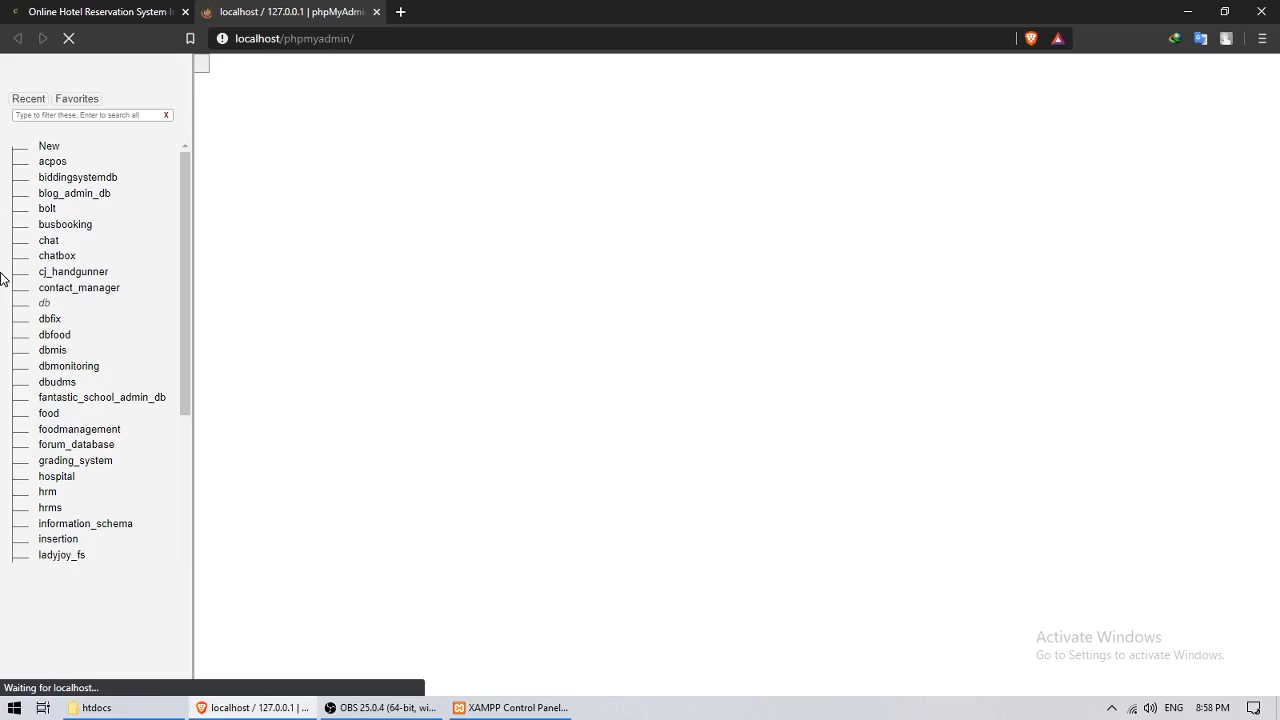 Online Hotel Reservation System I
localhost / 127.0.0.1 | phpMyAdmi
localhost/phpmyadmin/
Recent
Favorites
Type to filter these, Enter to search all
X
New
acpos
biddingsystemdb
blog_admin_db
bolt
busbooking
chat
chatbox
cj_handgunner
contact_manager
db
dbfix
dbfood
dbmis
dbmonitoring
dbudms
fantastic_school_admin_db
food
foodmanagement
forum_database
grading_system
hospital
hrm
hrms
information_schema
insertion
ladyjoy_fs
Activate Windows
Go to Settings to activate Windows.
Waiting for localhost...
htdocs
localhost / 127.0.0.1 | ...
OBS 25.0.4 (64-bit, wi...
XAMPP Control Panel...
ENG
8:58 PM